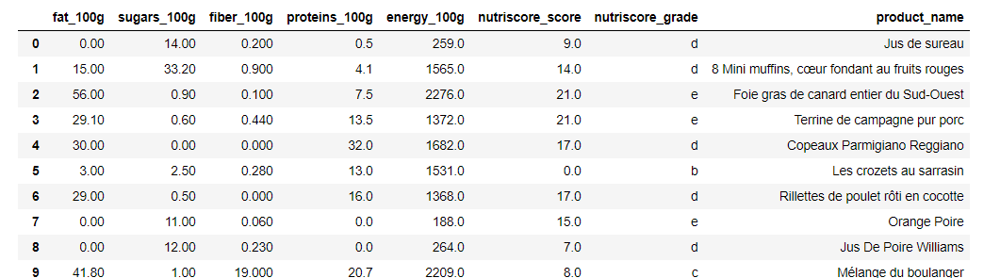 fat_100g sugars_100g fiber_100g proteins_100g energy_100g nutriscore_score nutriscore_grade product_name
0 0.00 14.00 0.200 0.5 259.0 9.0 d Jus de sureau
1 15.00 33.20 0.900 4.1 1565.0 14.0 d 8 Mini muffins, cœur fondant au fruits rouges
2 56.00 0.90 0.100 7.5 2276.0 21.0 e Foie gras de canard entier du Sud-Ouest
3 29.10 0.60 0.440 13.5 1372.0 21.0 e Terrine de campagne pur porc
4 30.00 0.00 0.000 32.0 1682.0 17.0 d Copeaux Parmigiano Reggiano
5 3.00 2.50 0.280 13.0 1531.0 0.0 b Les crozets au sarrasin
6 29.00 0.50 0.000 16.0 1368.0 17.0 d Rillettes de poulet rôti en cocotte
7 0.00 11.00 0.060 0.0 188.0 15.0 e Orange Poire
8 0.00 12.00 0.230 0.0 264.0 7.0 d Jus De Poire Williams
9 41.80 1.00 19.000 20.7 2209.0 8.0 c Mélange du boulanger